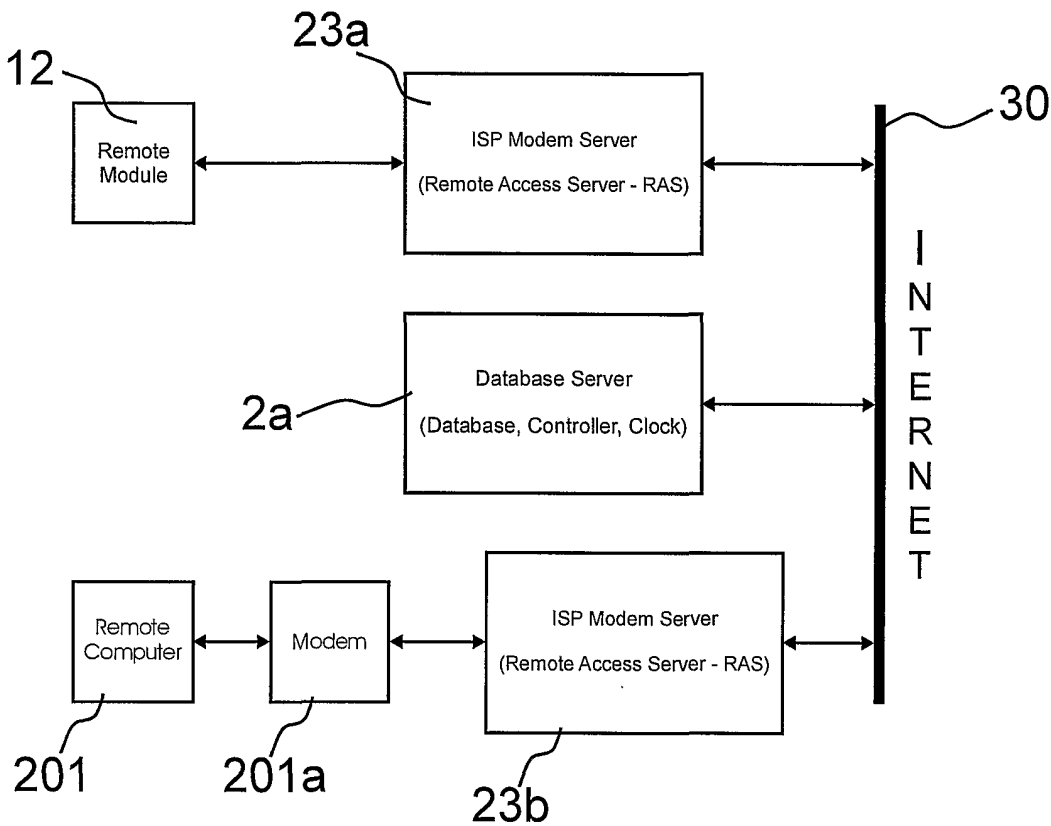 23a
12
30
Remote
Module
ISP Modem Server
(Remote Access Server - RAS)
INTERNET
Database Server
(Database, Controller, Clock)
2a
Remote
Computer
Modem
ISP Modem Server
(Remote Access Server - RAS)
201
201a
23b